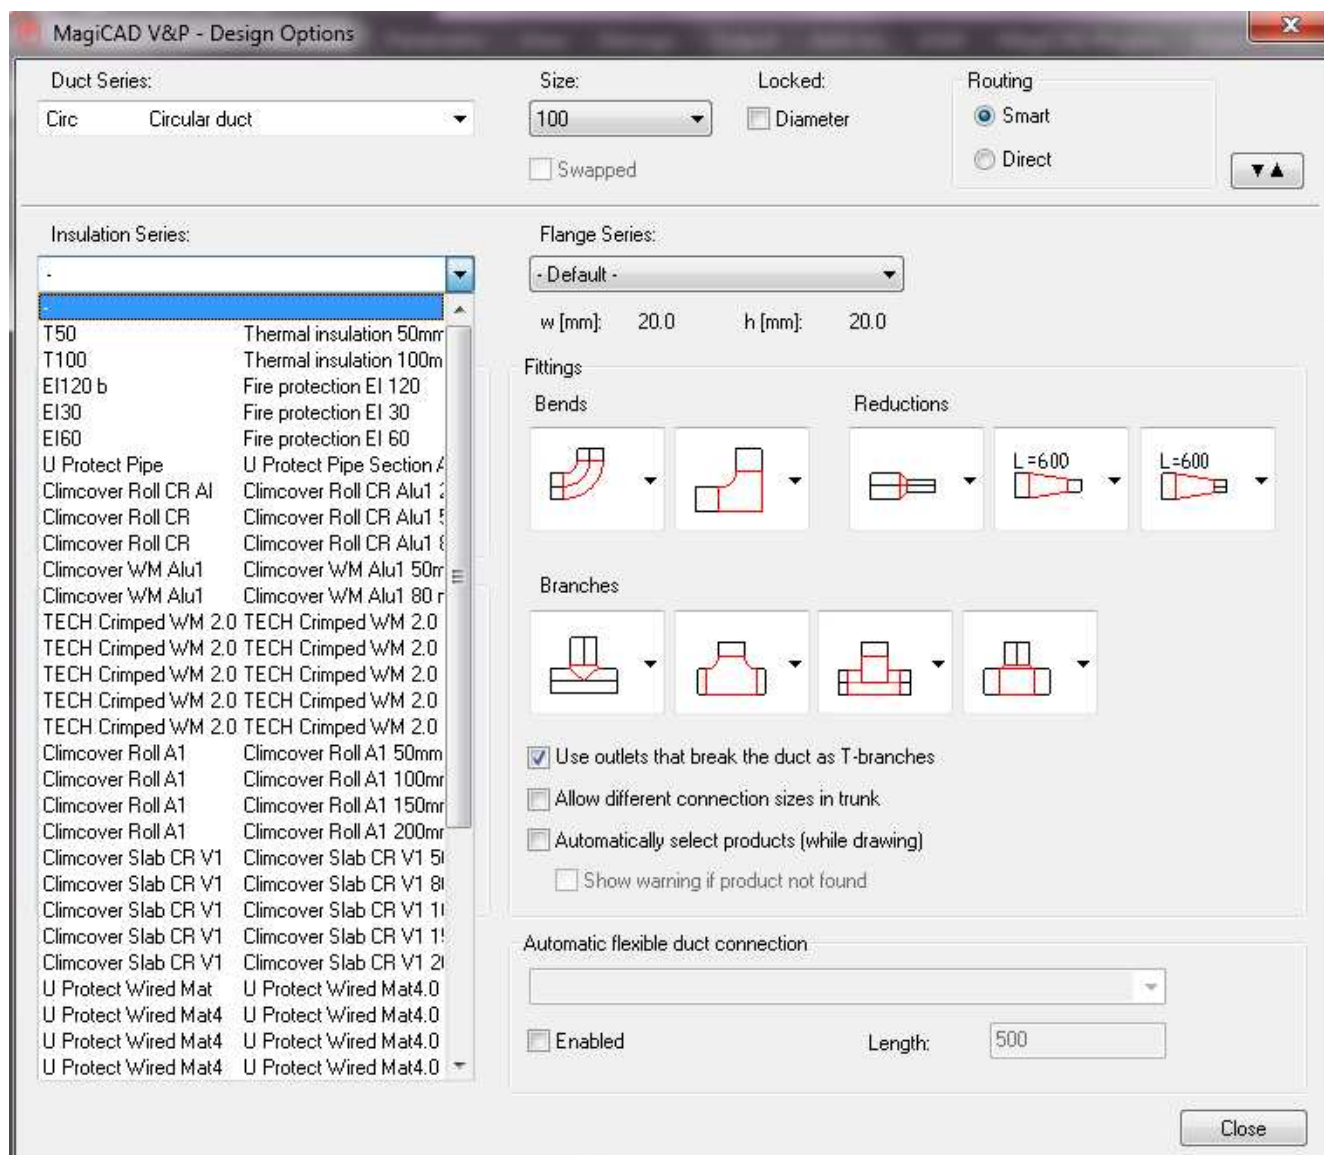 MagiCAD V&P - Design Options
Duct Series:
Size:
Locked:
Routing
Circ Circular duct
100
Diameter
Smart
Swapped
Direct
Insulation Series:
Flange Series:
-
- Default -
w [mm]: 20.0 h [mm]: 20.0
-
T50 Thermal insulation 50mm
T100 Thermal insulation 100m
EI120 b Fire protection EI 120
EI30 Fire protection EI 30
EI60 Fire protection EI 60
U Protect Pipe U Protect Pipe Section
Climcover Roll CR Al Climcover Roll CR Alu1
Climcover Roll CR Climcover Roll CR Alu1
Climcover Roll CR Climcover Roll CR Alu1
Climcover WM Alu1 Climcover WM Alu1 50m
Climcover WM Alu1 Climcover WM Alu1 80
TECH Crimped WM 2.0 TECH Crimped WM 2.0
TECH Crimped WM 2.0 TECH Crimped WM 2.0
TECH Crimped WM 2.0 TECH Crimped WM 2.0
TECH Crimped WM 2.0 TECH Crimped WM 2.0
TECH Crimped WM 2.0 TECH Crimped WM 2.0
Climcover Roll A1 Climcover Roll A1 50mm
Climcover Roll A1 Climcover Roll A1 100mm
Climcover Roll A1 Climcover Roll A1 150mm
Climcover Roll A1 Climcover Roll A1 200mm
Climcover Slab CR V1 Climcover Slab CR V1
Climcover Slab CR V1 Climcover Slab CR V1
Climcover Slab CR V1 Climcover Slab CR V1
Climcover Slab CR V1 Climcover Slab CR V1
Climcover Slab CR V1 Climcover Slab CR V1
U Protect Wired Mat U Protect Wired Mat4.0
U Protect Wired Mat4 U Protect Wired Mat4.0
U Protect Wired Mat4 U Protect Wired Mat4.0
U Protect Wired Mat4 U Protect Wired Mat4.0
Fittings
Bends
Reductions
L=600
L=600
Branches
Use outlets that break the duct as T-branches
Allow different connection sizes in trunk
Automatically select products (while drawing)
Show warning if product not found
Automatic flexible duct connection
Enabled
Length:
500
Close